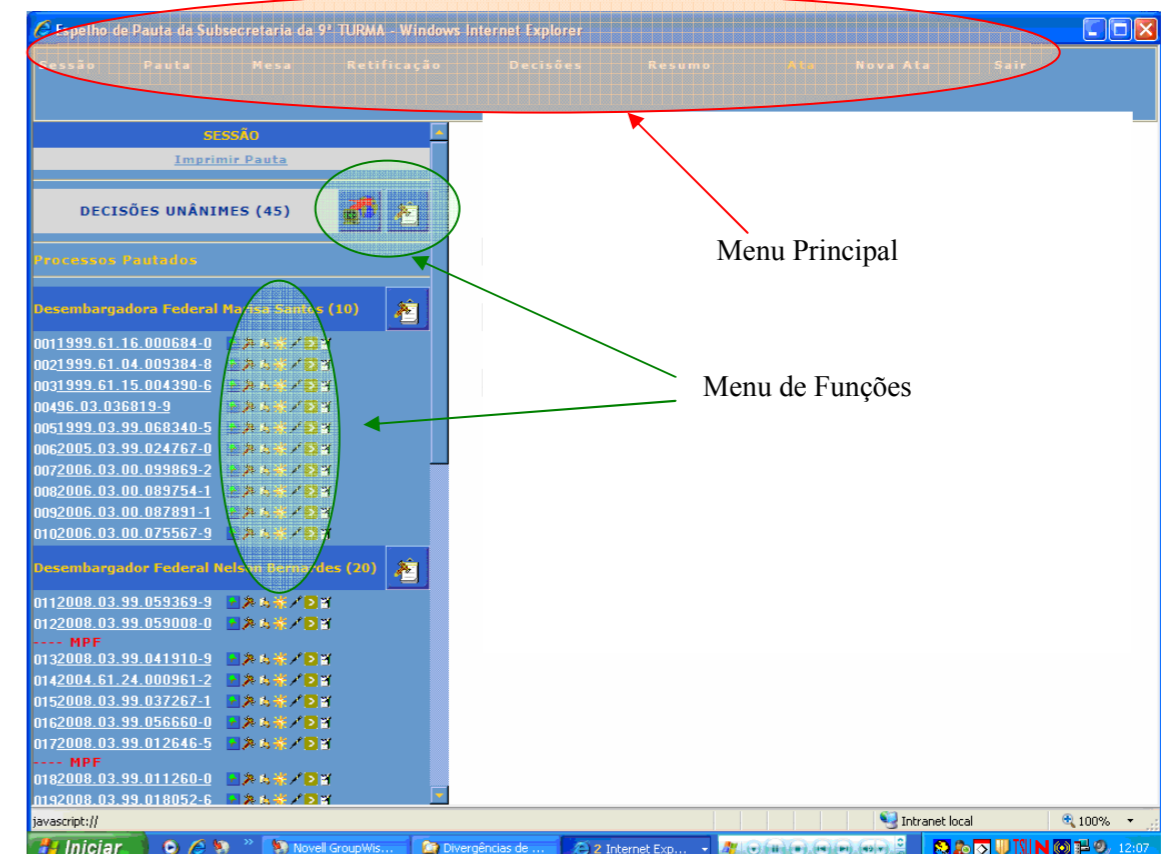 Espelho de Pauta da Subsecretaria da 9ª TURMA - Windows Internet Explorer
Sessão Pauta Mesa Retificação Decisões Resumo Ata Nova Ata Sair
SESSÃO
Imprimir Pauta
DECISÕES UNÂNIMES (45)
Menu Principal
Processos Pautados
Desembargadora Federal Marisa Santos (10)
0011999.61.16.000684-0
0021999.61.04.009384-8
0031999.61.15.004390-6
Menu de Funções
00496.03.036819-9
0051999.03.99.068340-5
0062005.03.99.024767-0
0072006.03.00.099869-2
0082006.03.00.089754-1
0092006.03.00.087891-1
0102006.03.00.075567-9
Desembargador Federal Nelson Bernardes (20)
0112008.03.99.059369-9
0122008.03.99.059008-0
---- MPF
0132008.03.99.041910-9
0142004.61.24.000961-2
0152008.03.99.037267-1
0162008.03.99.056660-0
0172008.03.99.012646-5
---- MPF
0182008.03.99.011260-0
0192008.03.99.018052-6
javascript:// Intranet local 100%
Iniciar Novell GroupWis... Divergências de ... 2 Internet Exp... 12:07